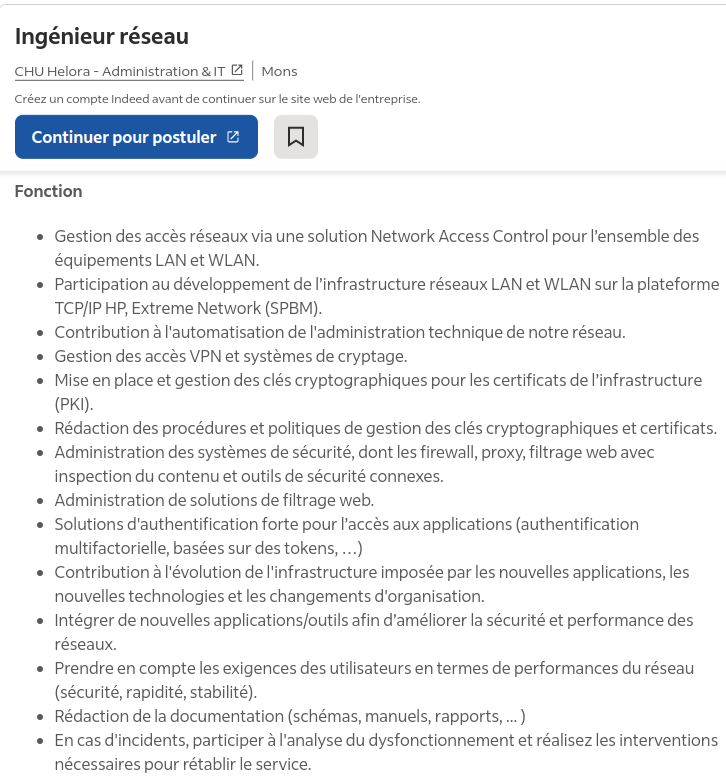 Ingénieur réseau
CHU Helora - Administration & IT | Mons
Créez un compte Indeed avant de continuer sur le site web de l'entreprise.
Continuer pour postuler
Fonction
• Gestion des accès réseaux via une solution Network Access Control pour l’ensemble des
équipements LAN et WLAN.
• Participation au développement de l’infrastructure réseaux LAN et WLAN sur la plateforme
TCP/IP HP, Extreme Network (SPBM).
• Contribution à l'automatisation de l'administration technique de notre réseau.
• Gestion des accès VPN et systèmes de cryptage.
• Mise en place et gestion des clés cryptographiques pour les certificats de l’infrastructure
(PKI).
• Rédaction des procédures et politiques de gestion des clés cryptographiques et certificats.
• Administration des systèmes de sécurité, dont les firewall, proxy, filtrage web avec
inspection du contenu et outils de sécurité connexes.
• Administration de solutions de filtrage web.
• Solutions d'authentification forte pour l’accès aux applications (authentification
multifactorielle, basées sur des tokens, …)
• Contribution à l'évolution de l'infrastructure imposée par les nouvelles applications, les
nouvelles technologies et les changements d'organisation.
• Intégrer de nouvelles applications/outils afin d’améliorer la sécurité et performance des
réseaux.
• Prendre en compte les exigences des utilisateurs en termes de performances du réseau
(sécurité, rapidité, stabilité).
• Rédaction de la documentation (schémas, manuels, rapports, ... )
• En cas d'incidents, participer à l'analyse du dysfonctionnement et réalisez les interventions
nécessaires pour rétablir le service.